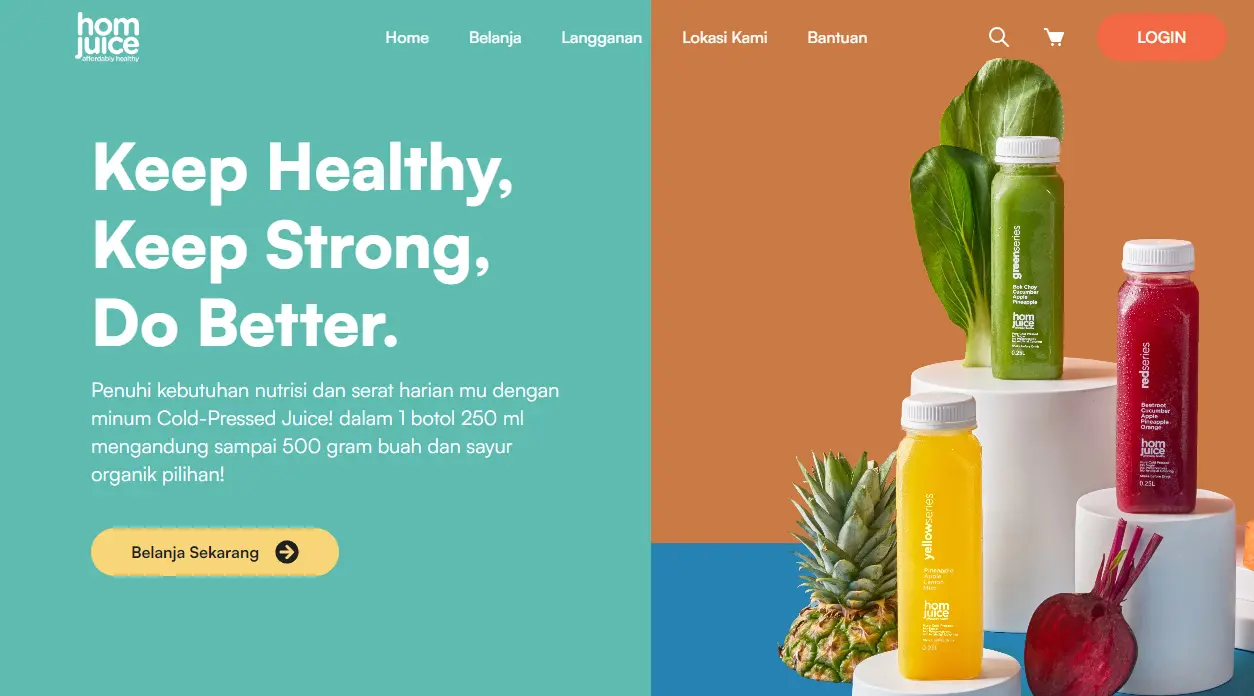 hom
juice
affordably healthy
Home
Belanja
Langganan
Lokasi Kami
Bantuan
LOGIN
Keep Healthy,
Keep Strong,
Do Better.
Penuhi kebutuhan nutrisi dan serat harian mu dengan
minum Cold-Pressed Juice! dalam 1 botol 250 ml
mengandung sampai 500 gram buah dan sayur
organik pilihan!
Belanja Sekarang
greenseries
Bok Choy
Cucumber
Apple
Pineapple
hom
juice
0.25L
redseries
Beetroot
Cucumber
Apple
Pineapple
Orange
hom
juice
0.25L
yellowseries
Pineapple
Apple
Lemon
hom
juice